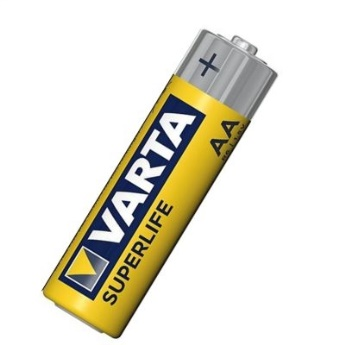 +
AA
VARTA
SUPERLIFE